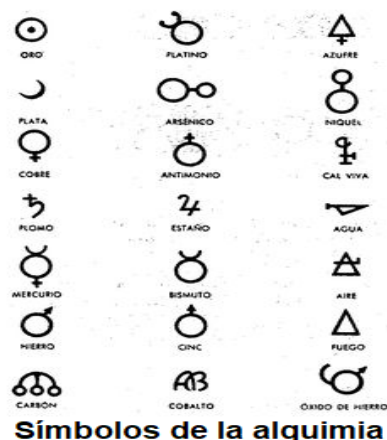 ORO PLATINO AZUFRE
PLATA ARSÉNICO NIQUEL
COBRE ANTIMONIO CAL VIVA
PLOMO ESTAÑO AGUA
MERCURIO BISMUTO AIRE
HIERRO CINC FUEGO
CARBÓN COBALTO ÓXIDO DE HIERRO
Símbolos de la alquimia